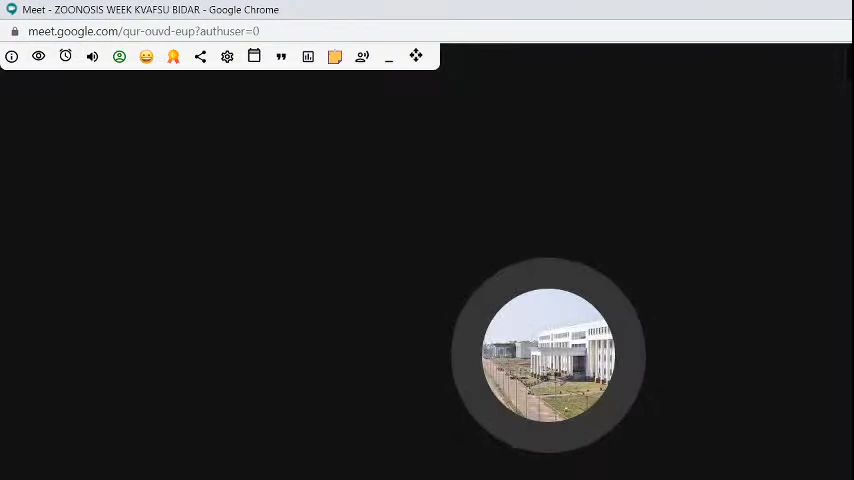 Meet - ZOONOSIS WEEK KVAFSU BIDAR - Google Chrome
meet.google.com/qur-ouvd-eup?authuser=0